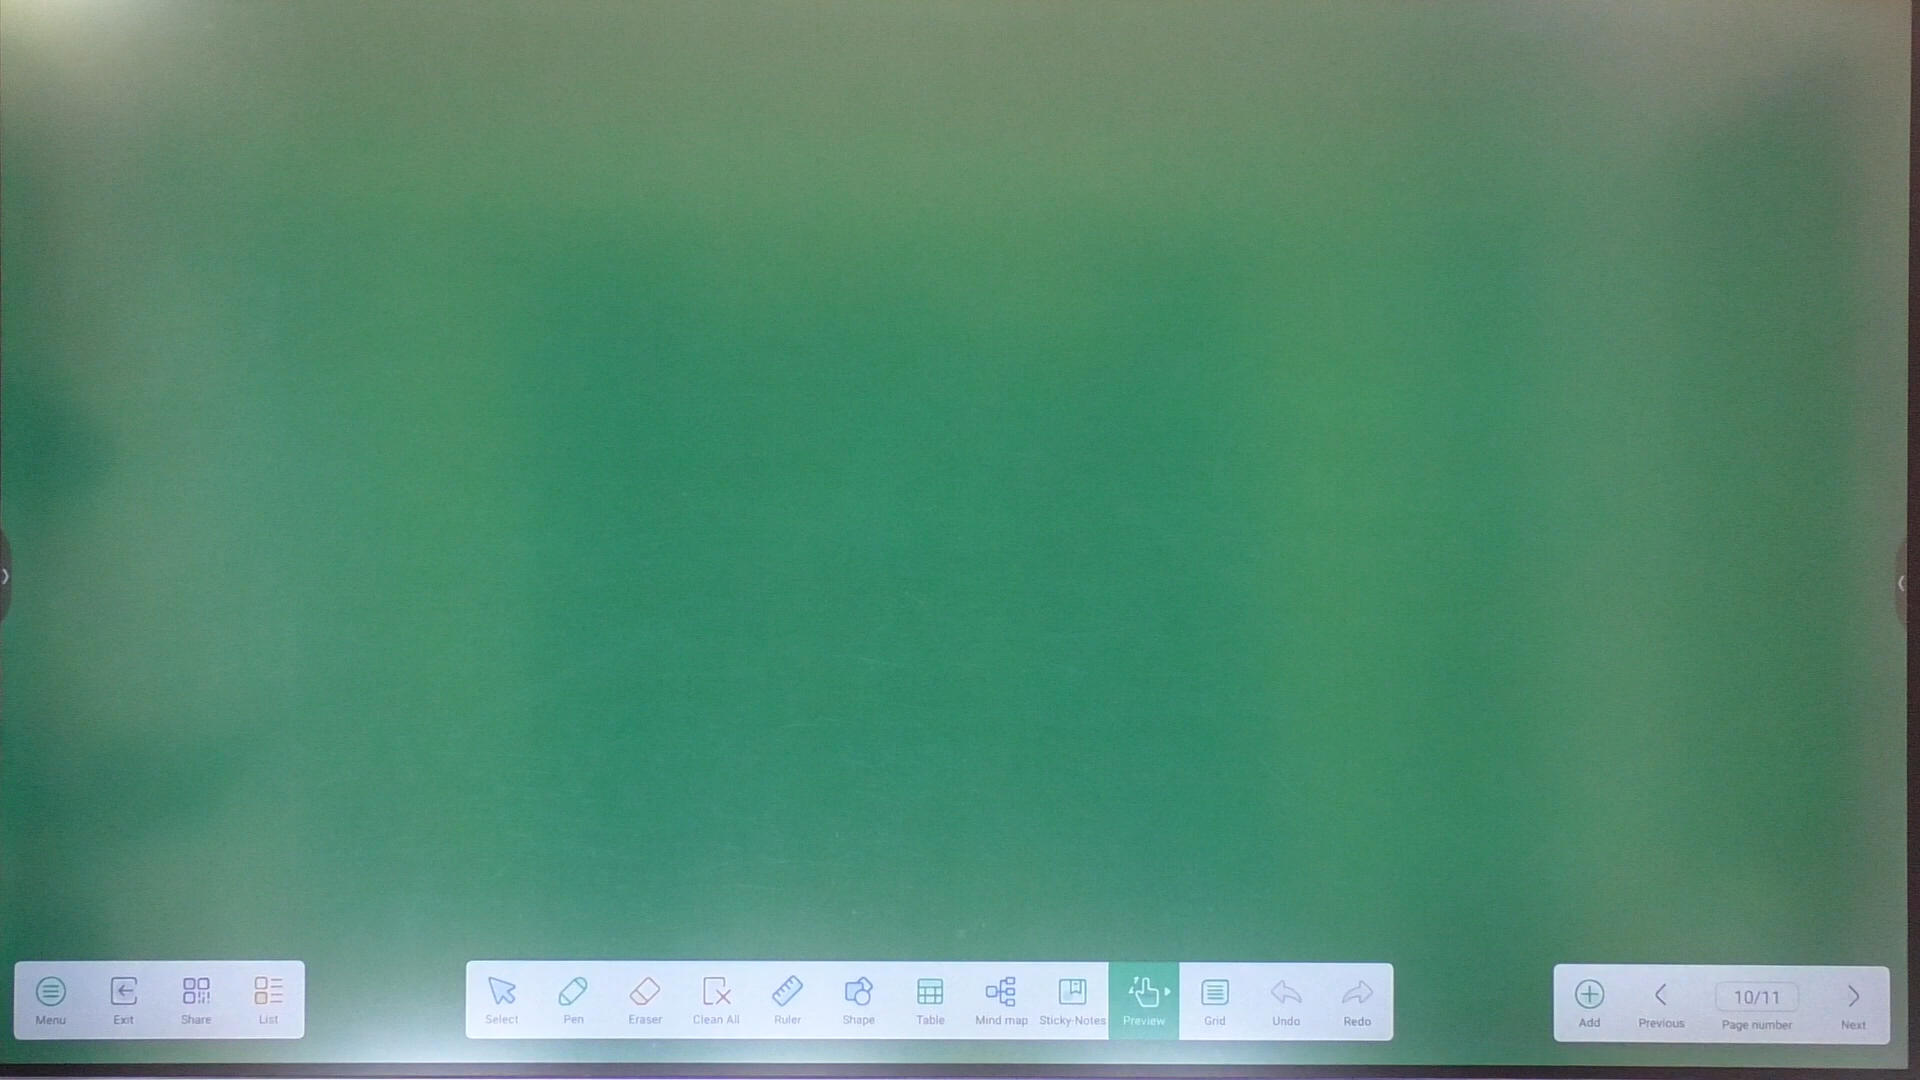 Menu Exit Share List
Select Pen Eraser Clean All Ruler Shape Table Mind map Sticky-Notes Preview Grid Undo Redo
Add Previous 10/11 Page number Next